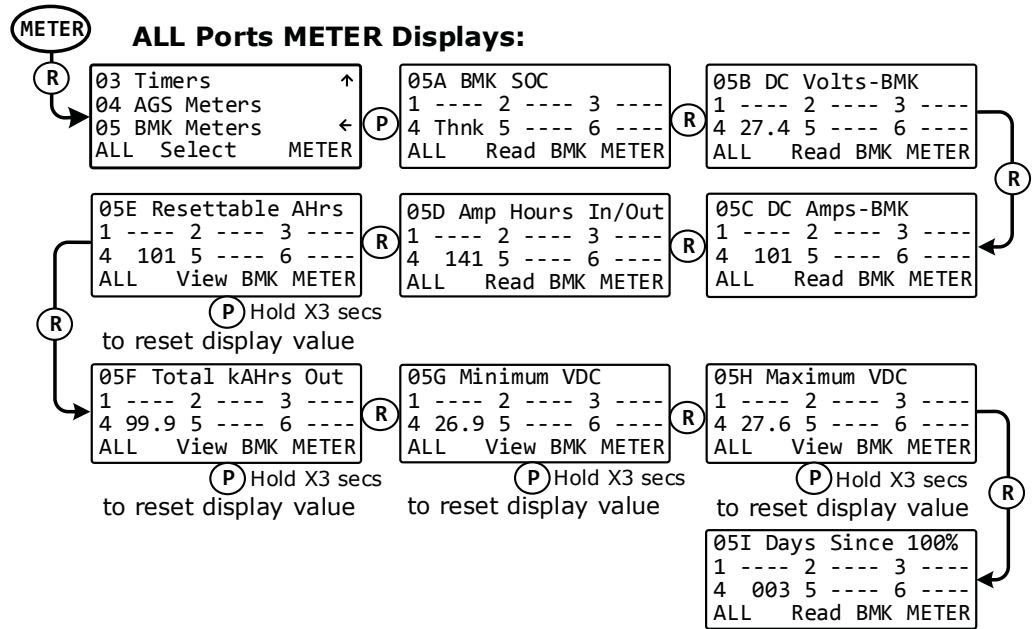 METER
ALL Ports METER Displays:
R
03 Timers ↑
04 AGS Meters
05 BMK Meters ←
ALL Select METER
P
05A BMK SOC
1 ---- 2 ---- 3 ----
4 Thnk 5 ---- 6 ----
ALL Read BMK METER
R
05B DC Volts-BMK
1 ---- 2 ---- 3 ----
4 27.4 5 ---- 6 ----
ALL Read BMK METER
R
05C DC Amps-BMK
1 ---- 2 ---- 3 ----
4 101 5 ---- 6 ----
ALL Read BMK METER
R
05D Amp Hours In/Out
1 ---- 2 ---- 3 ----
4 141 5 ---- 6 ----
ALL Read BMK METER
R
05E Resettable AHrs
1 ---- 2 ---- 3 ----
4 101 5 ---- 6 ----
ALL View BMK METER
P Hold X3 secs
to reset display value
R
05F Total kAHrs Out
1 ---- 2 ---- 3 ----
4 99.9 5 ---- 6 ----
ALL View BMK METER
P Hold X3 secs
to reset display value
R
05G Minimum VDC
1 ---- 2 ---- 3 ----
4 26.9 5 ---- 6 ----
ALL View BMK METER
P Hold X3 secs
to reset display value
R
05H Maximum VDC
1 ---- 2 ---- 3 ----
4 27.6 5 ---- 6 ----
ALL View BMK METER
P Hold X3 secs
to reset display value
R
05I Days Since 100%
1 ---- 2 ---- 3 ----
4 003 5 ---- 6 ----
ALL Read BMK METER